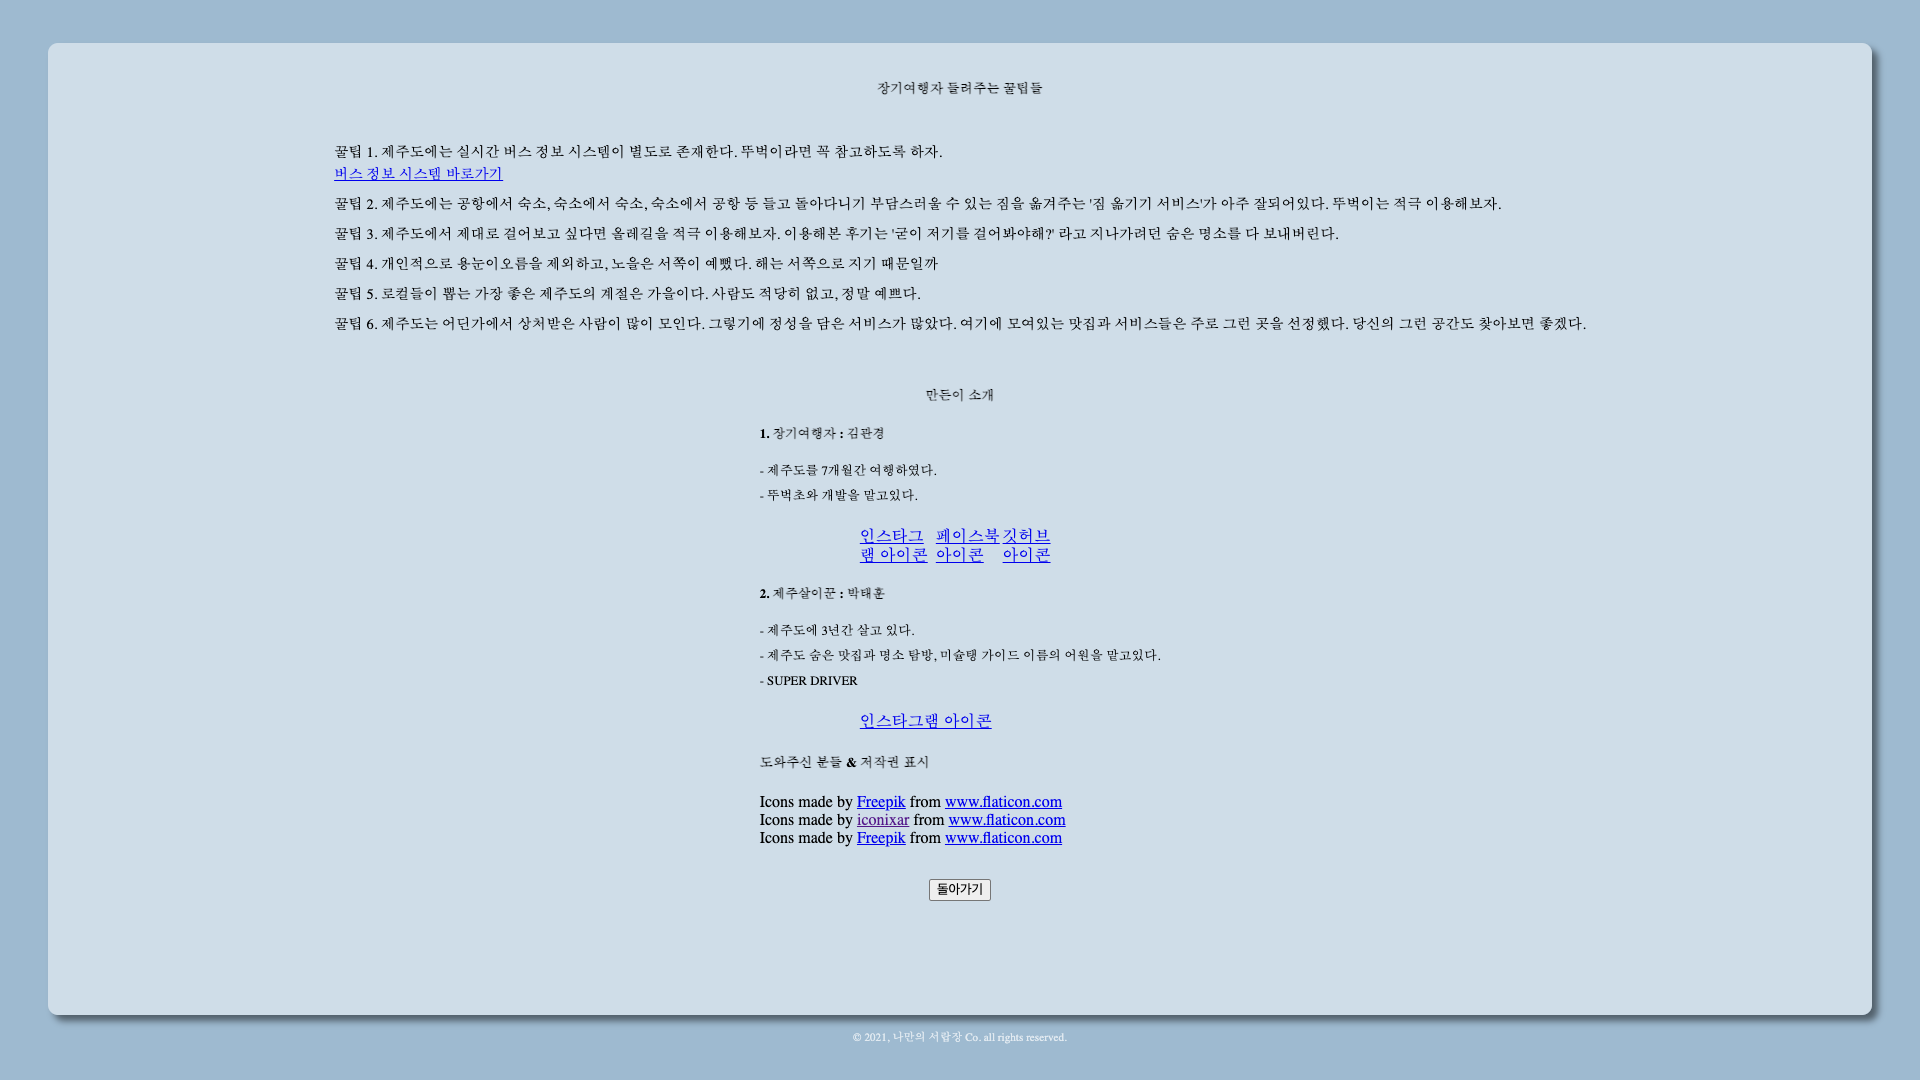 장기여행자 들려주는 꿀팁들
꿀팁 1. 제주도에는 실시간 버스 정보 시스템이 별도로 존재한다. 뚜벅이라면 꼭 참고하도록 하자.
버스 정보 시스템 바로가기
꿀팁 2. 제주도에는 공항에서 숙소, 숙소에서 숙소, 숙소에서 공항 등 들고 돌아다니기 부담스러울 수 있는 짐을 옮겨주는 '짐 옮기기 서비스'가 아주 잘되어있다. 뚜벅이는 적극 이용해보자.
꿀팁 3. 제주도에서 제대로 걸어보고 싶다면 올레길을 적극 이용해보자. 이용해본 후기는 '굳이 저기를 걸어봐야해?' 라고 지나가려던 숨은 명소를 다 보내버린다.
꿀팁 4. 개인적으로 용눈이오름을 제외하고, 노을은 서쪽이 예뻤다. 해는 서쪽으로 지기 때문일까
꿀팁 5. 로컬들이 뽑는 가장 좋은 제주도의 계절은 가을이다. 사람도 적당히 없고, 정말 예쁘다.
꿀팁 6. 제주도는 어딘가에서 상처받은 사람이 많이 모인다. 그렇기에 정성을 담은 서비스가 많았다. 여기에 모여있는 맛집과 서비스들은 주로 그런 곳을 선정했다. 당신의 그런 공간도 찾아보면 좋겠다.
만든이 소개
1. 장기여행자 : 김관경
- 제주도를 7개월간 여행하였다.
- 뚜벅초와 개발을 맡고있다.
인스타그 페이스북 깃허브
램 아이콘 아이콘 아이콘
2. 제주살이꾼 : 박태훈
- 제주도에 3년간 살고 있다.
- 제주도 숨은 맛집과 명소 탐방, 미슐탱 가이드 이름의 어원을 맡고있다.
- SUPER DRIVER
인스타그램 아이콘
도와주신 분들 & 저작권 표시
Icons made by Freepik from www.flaticon.com
Icons made by iconixar from www.flaticon.com
Icons made by Freepik from www.flaticon.com
돌아가기
© 2021, 나만의 서랍장 Co. all rights reserved.